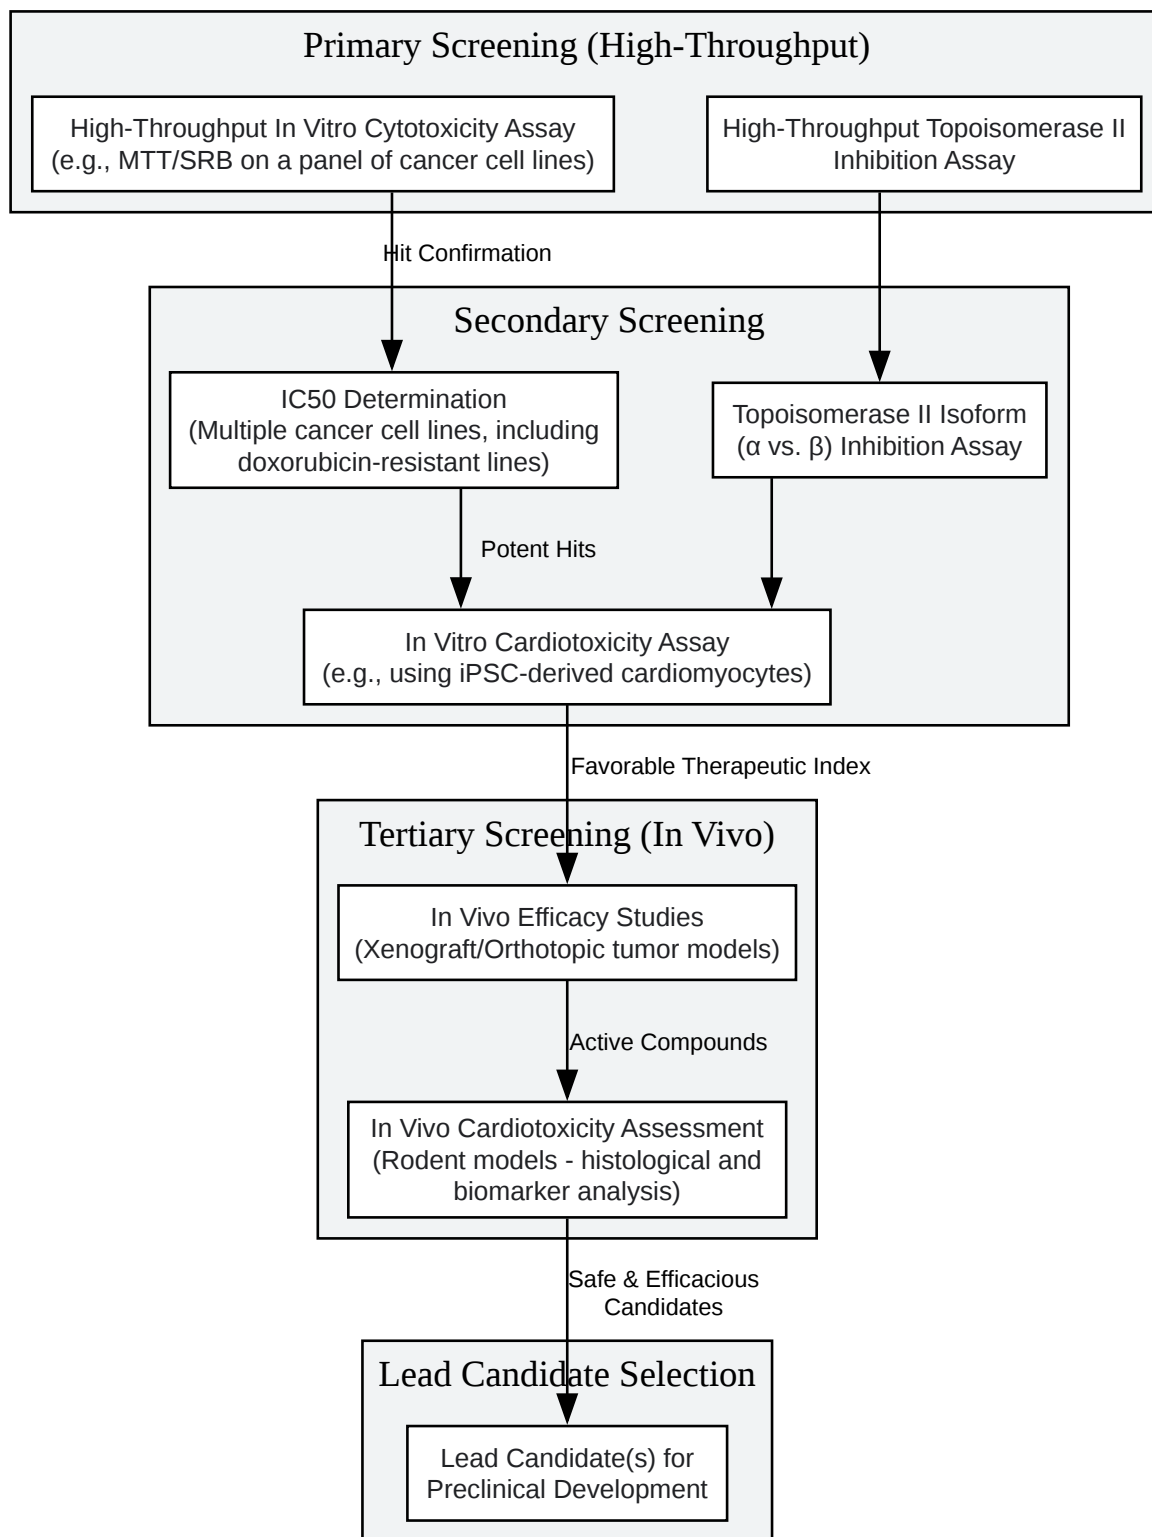 Primary Screening (High-Throughput)
High-Throughput In Vitro Cytotoxicity Assay
(e.g., MTT/SRB on a panel of cancer cell lines)
High-Throughput Topoisomerase II
Inhibition Assay
Hit Confirmation
Secondary Screening
IC50 Determination
(Multiple cancer cell lines, including
doxorubicin-resistant lines)
Topoisomerase II Isoform
(α vs. β) Inhibition Assay
Potent Hits
In Vitro Cardiotoxicity Assay
(e.g., using iPSC-derived cardiomyocytes)
Favorable Therapeutic Index
Tertiary Screening (In Vivo)
In Vivo Efficacy Studies
(Xenograft/Orthotopic tumor models)
Active Compounds
In Vivo Cardiotoxicity Assessment
(Rodent models - histological and
biomarker analysis)
Safe & Efficacious
Candidates
Lead Candidate Selection
Lead Candidate(s) for
Preclinical Development